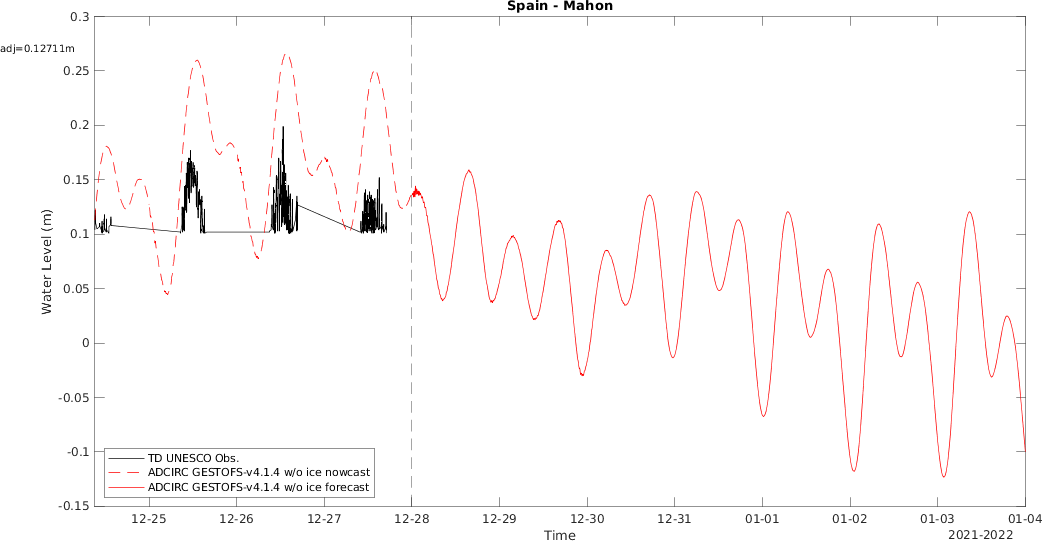 Spain - Mahon
adj=0.12711m
Water Level (m)
0.3
0.25
0.2
0.15
0.1
0.05
0
-0.05
-0.1
-0.15
TD UNESCO Obs.
ADCIRC GESTOFS-v4.1.4 w/o ice nowcast
ADCIRC GESTOFS-v4.1.4 w/o ice forecast
12-25 12-26 12-27 12-28 12-29 12-30 12-31 01-01 01-02 01-03 01-04
Time
2021-2022